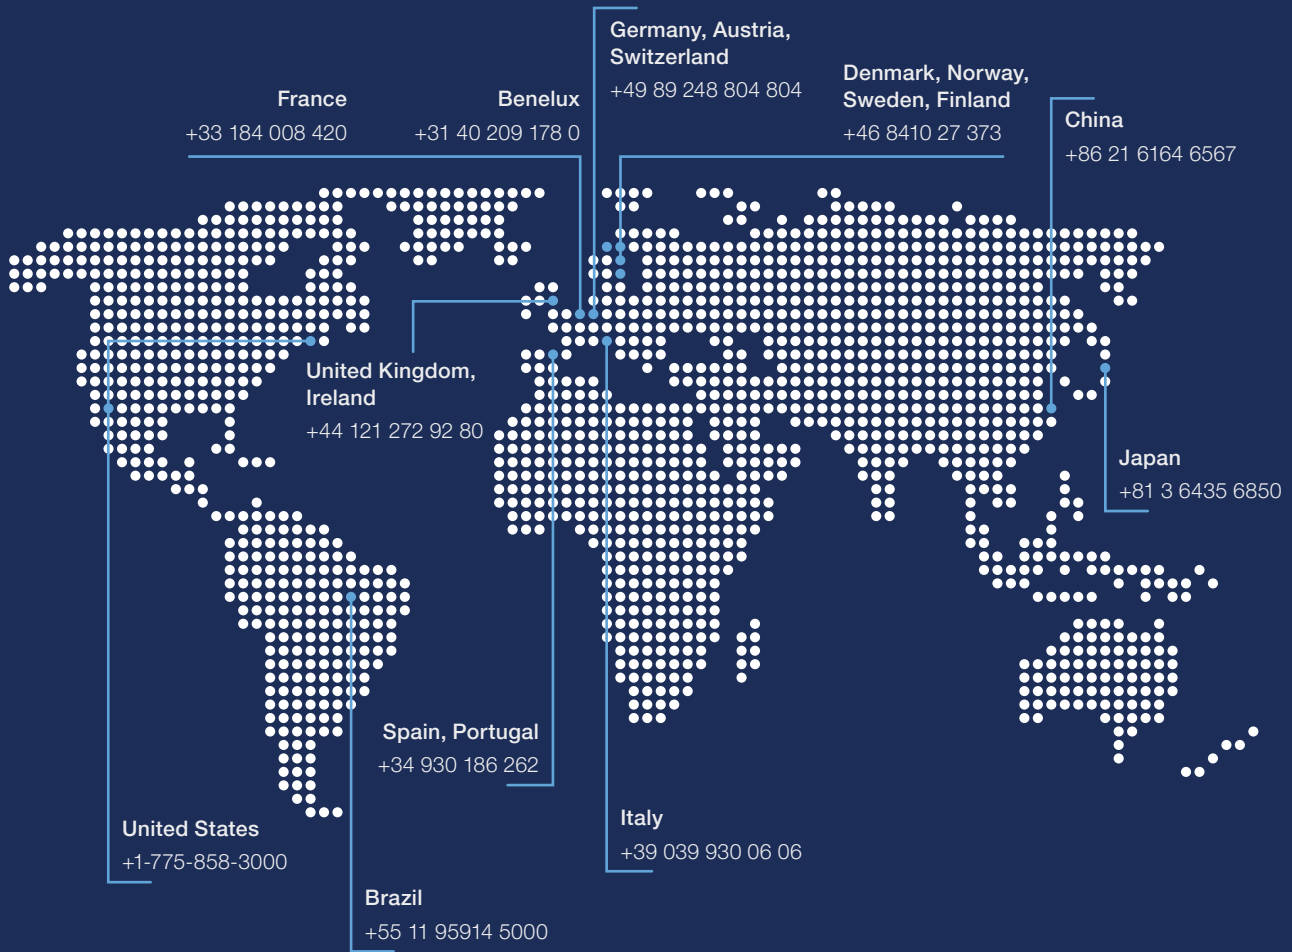 Germany, Austria,
Switzerland
+49 89 248 804 804
Denmark, Norway,
Sweden, Finland
+46 8410 27 373
France
+33 184 008 420
Benelux
+31 40 209 178 0
China
+86 21 6164 6567
United Kingdom,
Ireland
+44 121 272 92 80
Japan
+81 3 6435 6850
Spain, Portugal
+34 930 186 262
United States
+1-775-858-3000
Italy
+39 039 930 06 06
Brazil
+55 11 95914 5000